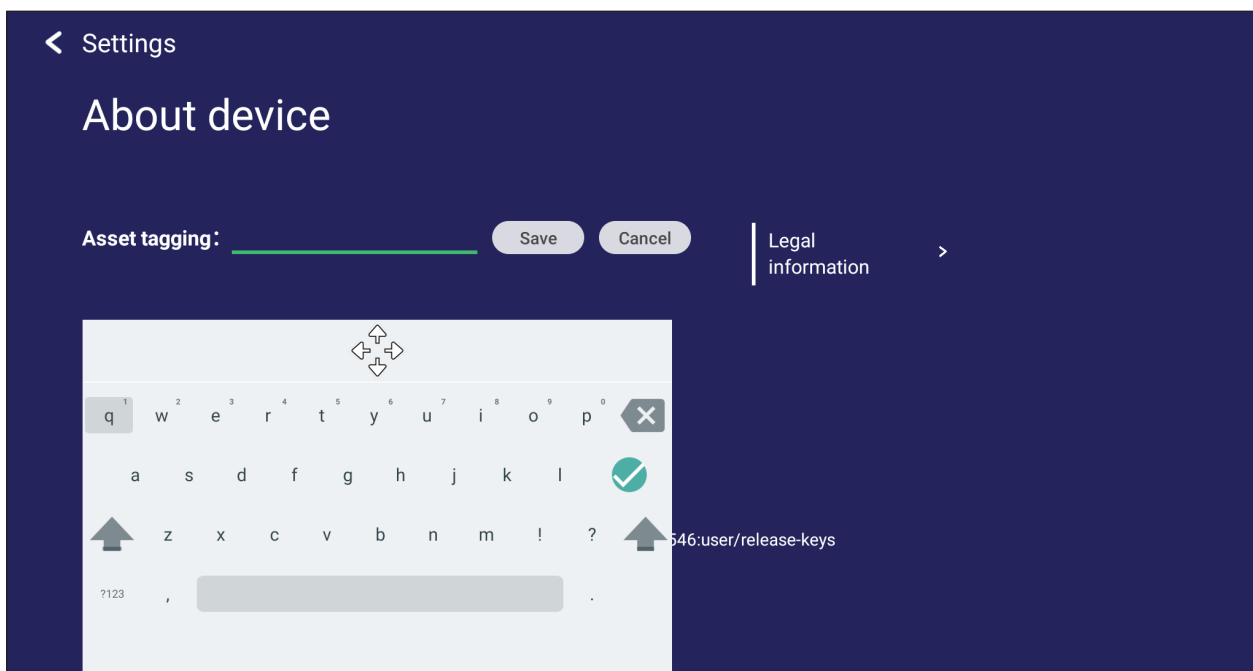 Settings
About device
Asset tagging:
Save
Cancel
Legal
information
q 1 w 2 e 3 r 4 t 5 y 6 u 7 i 8 o 9 p 0
a s d f g h j k l
z x c v b n m ! ?
546:user/release-keys
?123 , .